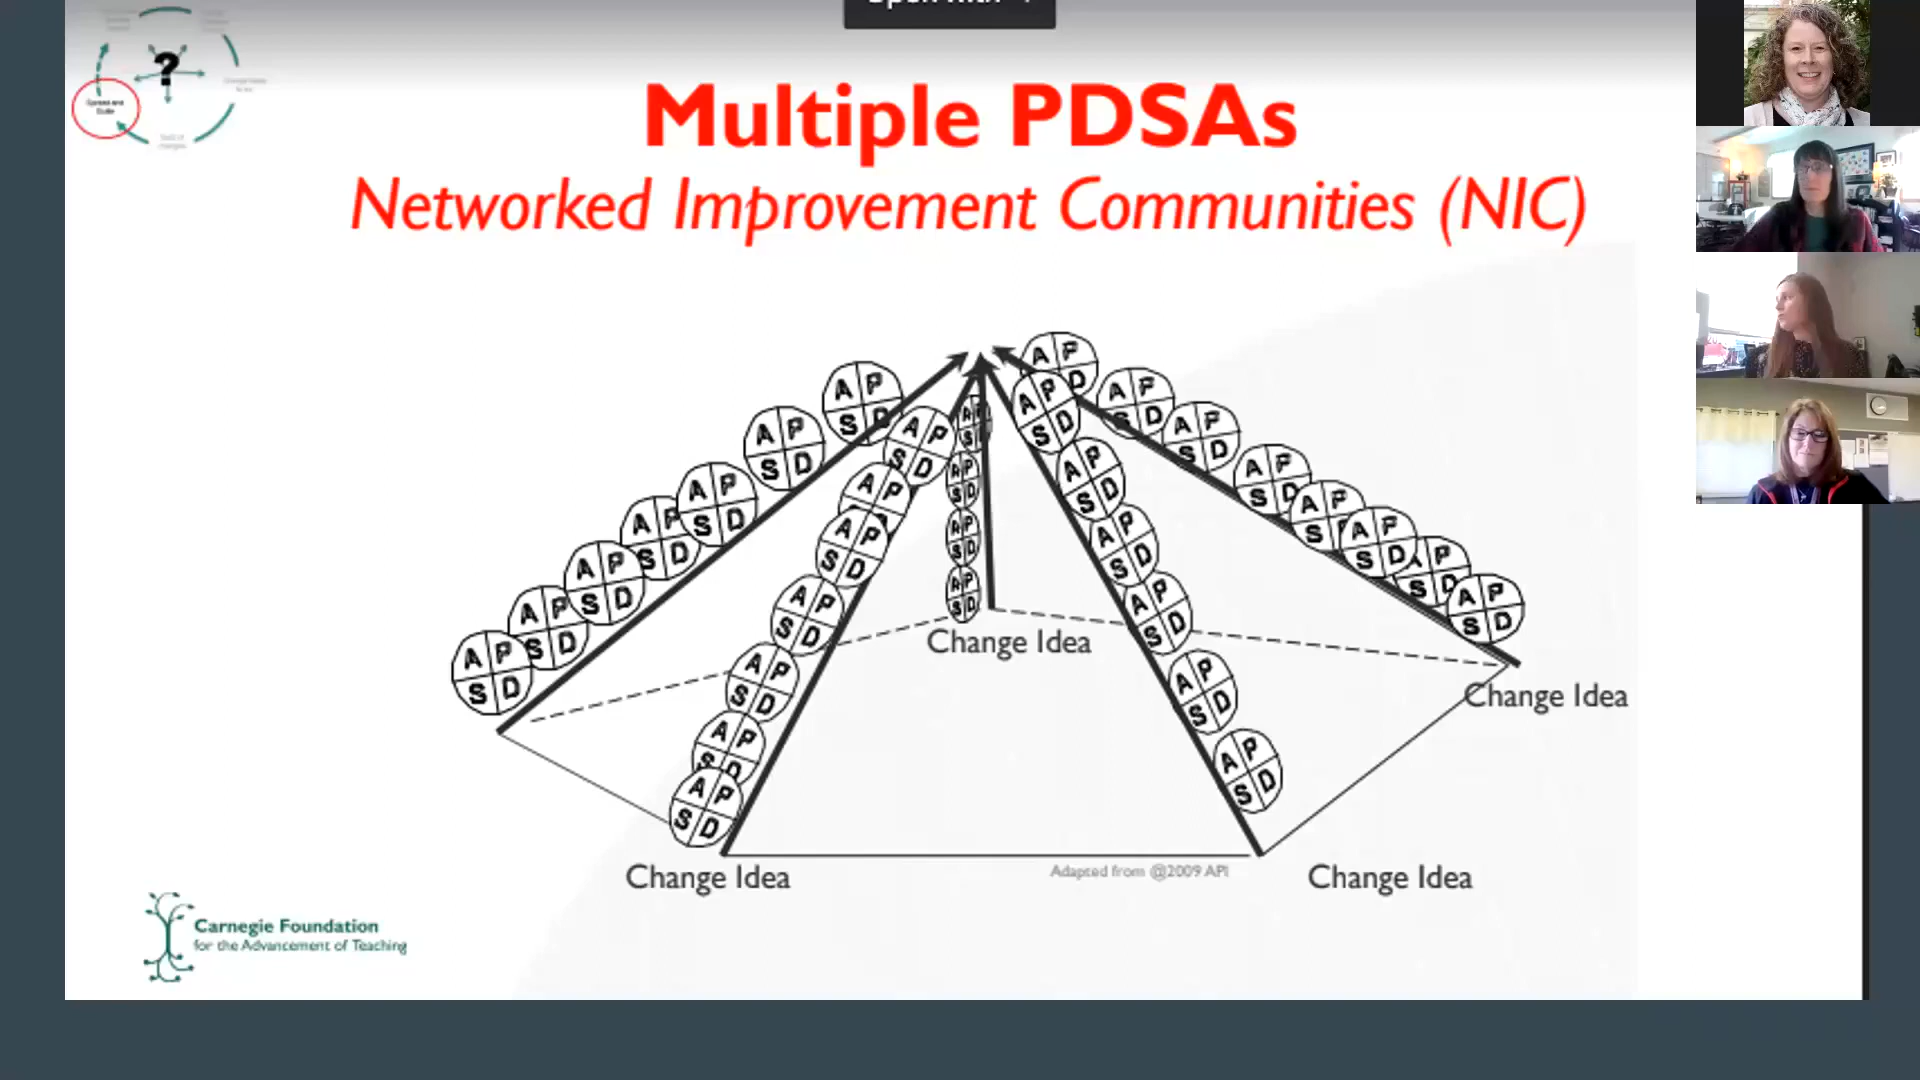 Multiple PDSAs
Networked Improvement Communities (NIC)
Change Idea
Change Idea
Change Idea
Change Idea
Adapted from @2009 API
Carnegie Foundation
for the Advancement of Teaching
?
A P
S D